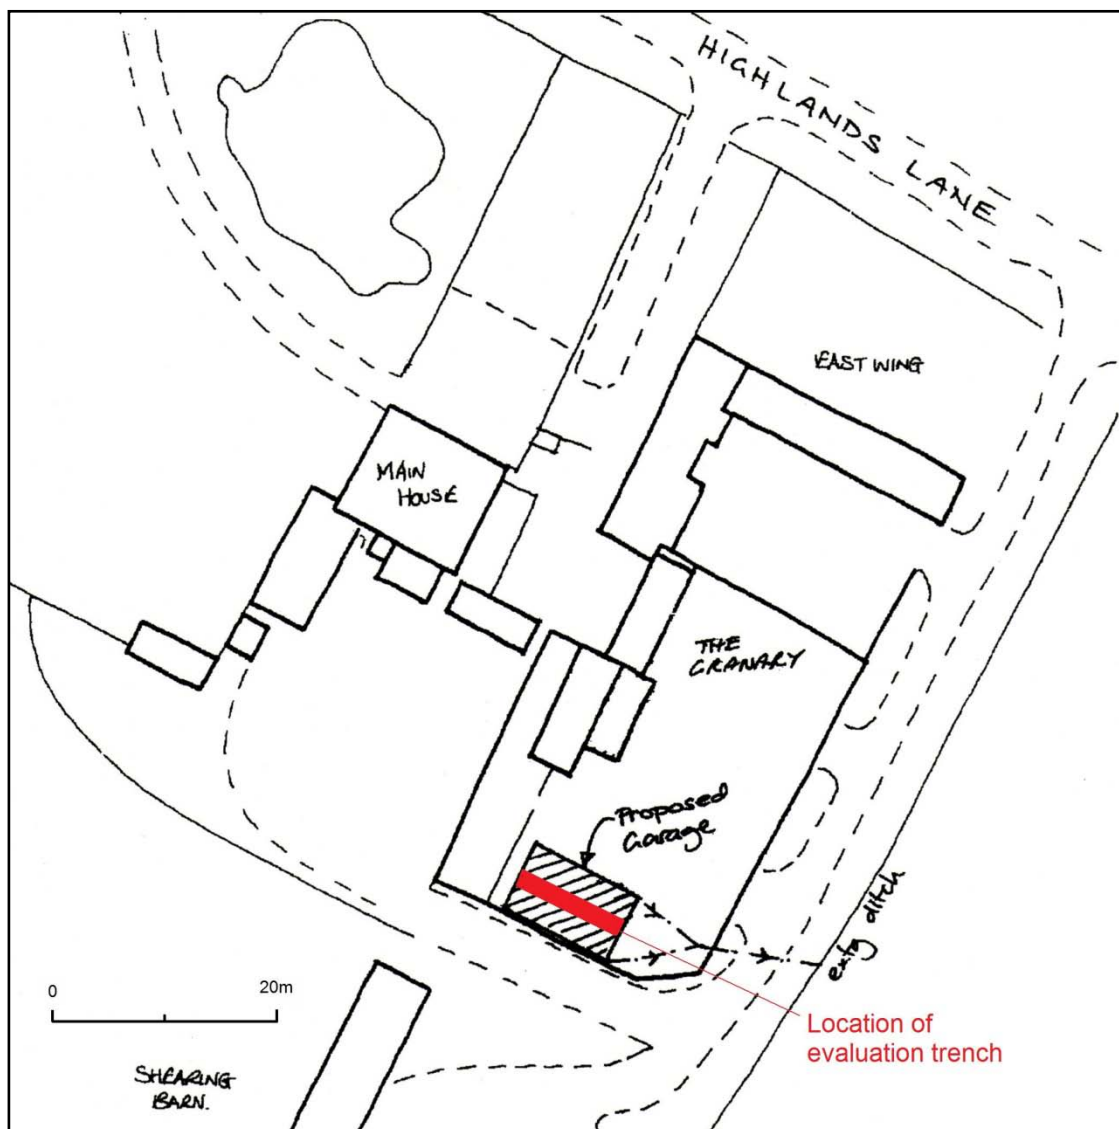 HIGHLANDS LANE
EAST WING
MAIN
HOUSE
THE
GRANARY
Proposed
Garage
extg ditch
0
20m
Location of
evaluation trench
SHEARING
BARN.